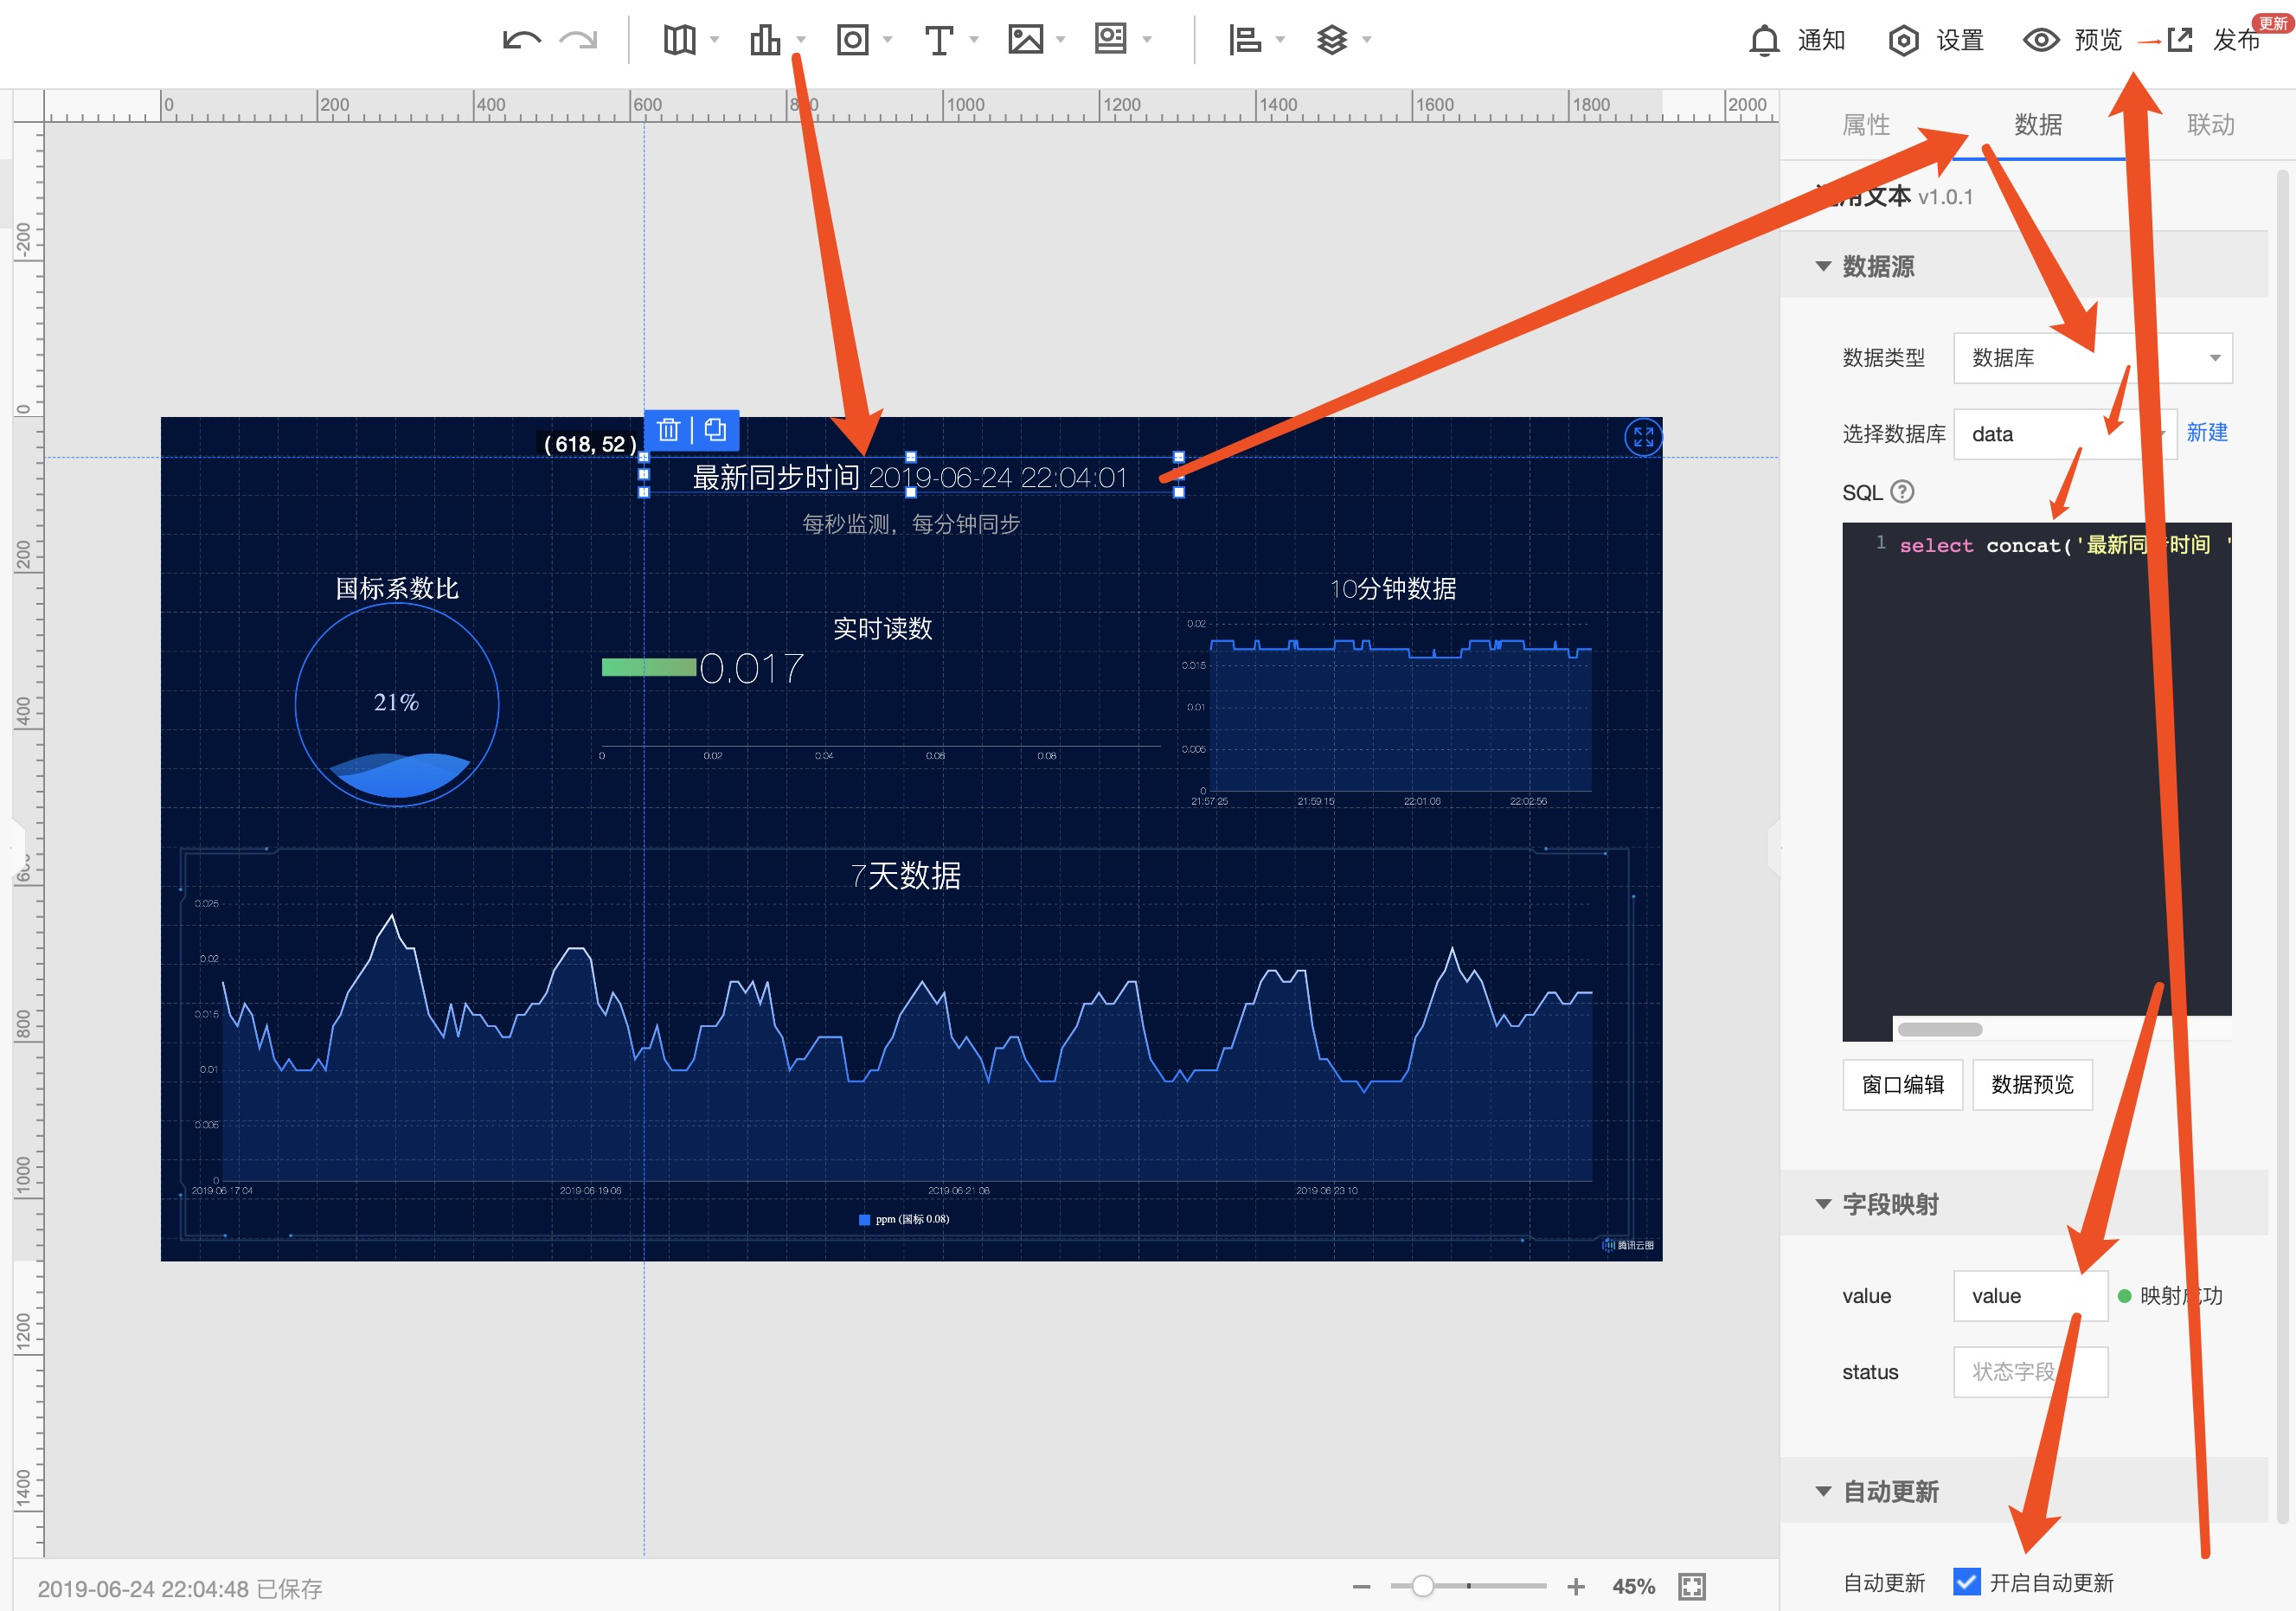 通知
设置
预览
发布
更新
0 200 400 600 1000 1200 1400 1600 1800 2000
-200
0
200
400
800
1000
1200
1400
属性
数据
联动
用文本 v1.0.1
数据源
数据类型
数据库
选择数据库
data
新建
SQL
1 select concat('最新同步时间 '
窗口编辑
数据预览
字段映射
value
value
映射成功
status
状态字段
自动更新
自动更新
开启自动更新
( 618, 52 )
最新同步时间 2019-06-24 22:04:01
每秒监测，每分钟同步
国标系数比
21%
实时读数
0.017
0 0.02 0.04 0.06 0.08
10分钟数据
0.02
0.015
0.01
0.005
0
21:57:25 21:59:15 22:01:06 22:02:56
7天数据
0.025
0.02
0.015
0.01
0.005
0
2019-06-17 04 2019-06-19 06 2019-06-21 08 2019-06-23 10
ppm (国标 0.08)
腾讯云图
2019-06-24 22:04:48 已保存
45%